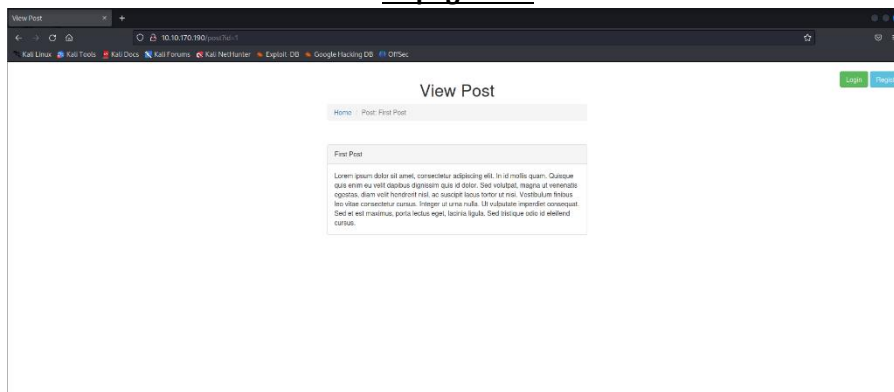 View Post
10.10.170.190/post?id=1
Kali Linux Kali Tools Kali Docs Kali Forums Kali NetHunter Exploit-DB Google Hacking DB OffSec
Login
View Post
Home / Post: First Post
First Post
Lorem ipsum dolor sit amet, consectetur adipiscing elit. In id mollis quam. Quisque
quis enim eu velit dapibus dignissim quis id dolor. Sed volutpat, magna ut venenatis
egestas, diam velit hendrerit nisl, ac suscipit lacus tortor ut nisi. Vestibulum finibus
leo vitae consectetur cursus. Integer ut urna nulla. Ut vulputate imperdiet consequat.
Sed et est maximus, porta lectus eget, lacinia ligula. Sed tristique odio id eleifend
cursus.